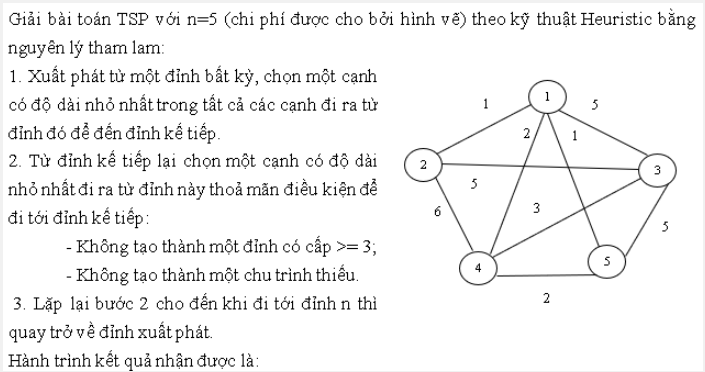 Giải bài toán TSP với n=5 (chi phí được cho bởi hình vẽ) theo kỹ thuật Heuristic bằng
nguyên lý tham lam:
1. Xuất phát từ một đỉnh bất kỳ, chọn một cạnh
có độ dài nhỏ nhất trong tất cả các cạnh đi ra từ
đỉnh đó để đến đỉnh kế tiếp.
2. Từ đỉnh kế tiếp lại chọn một cạnh có độ dài
nhỏ nhất đi ra từ đỉnh này thoả mãn điều kiện để
đi tới đỉnh kế tiếp:
- Không tạo thành một đỉnh có cấp >= 3;
- Không tạo thành một chu trình thiếu.
3. Lặp lại bước 2 cho đến khi đi tới đỉnh n thì
quay trở về đỉnh xuất phát.
Hành trình kết quả nhận được là:
1
1
5
2
1
2
3
5
6
3
5
4
5
2